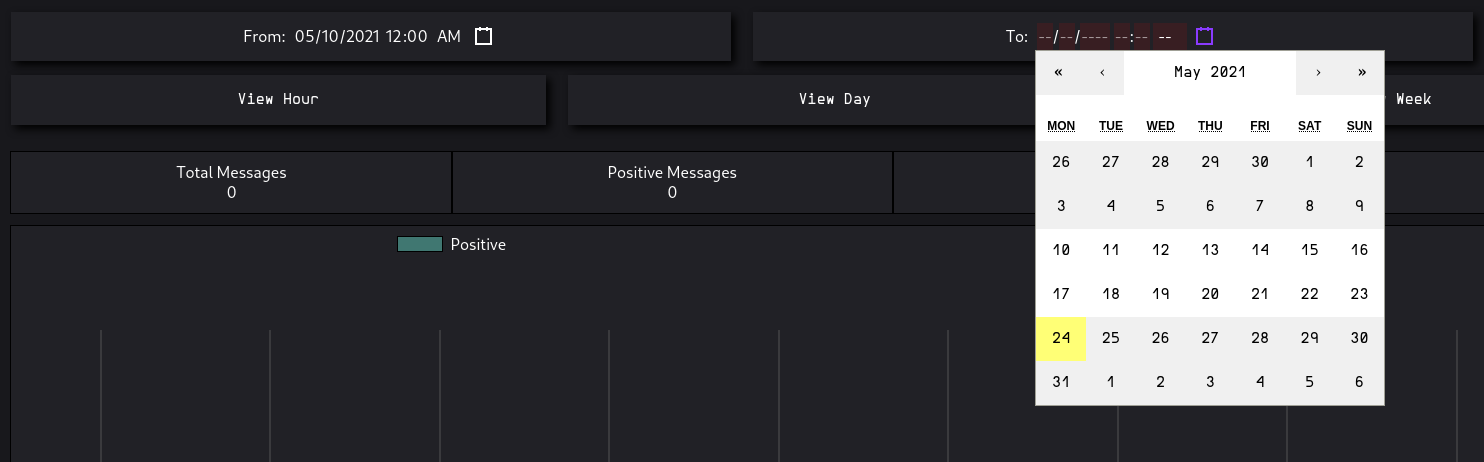 From: 05/10/2021 12:00 AM
To: --/--/---- --:-- --
View Hour
View Day
Week
« ‹ May 2021 › »
MON TUE WED THU FRI SAT SUN
26 27 28 29 30 1 2
3 4 5 6 7 8 9
10 11 12 13 14 15 16
17 18 19 20 21 22 23
24 25 26 27 28 29 30
31 1 2 3 4 5 6
Total Messages
0
Positive Messages
0
Positive